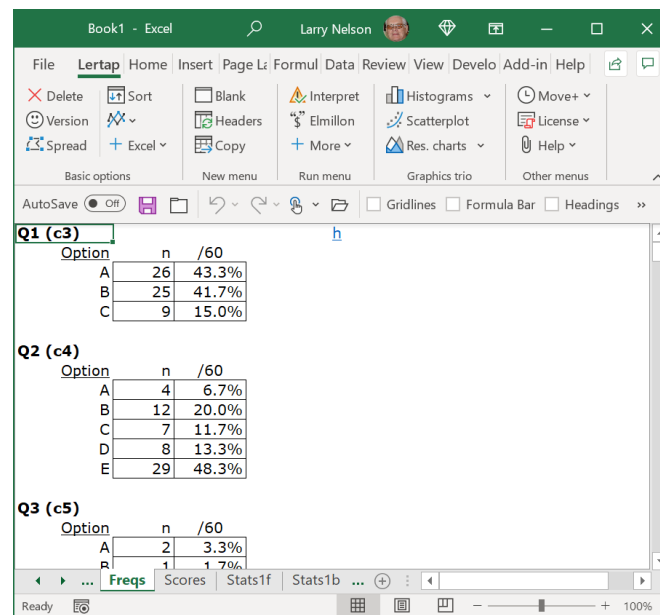 Book1 - Excel Larry Nelson
File Lertap Home Insert Page La Formul Data Review View Develo Add-in Help
Delete Sort Blank Interpret Histograms Move+
Version Headers Elmillon Scatterplot License
Spread Excel Copy More Res. charts Help
Basic options New menu Run menu Graphics trio Other menus
AutoSave Off Gridlines Formula Bar Headings »
Q1 (c3) h
Option n /60
A 26 43.3%
B 25 41.7%
C 9 15.0%
Q2 (c4)
Option n /60
A 4 6.7%
B 12 20.0%
C 7 11.7%
D 8 13.3%
E 29 48.3%
Q3 (c5)
Option n /60
A 2 3.3%
B 1 1.7%
... Freqs Scores Stats1f Stats1b ...
Ready 100%